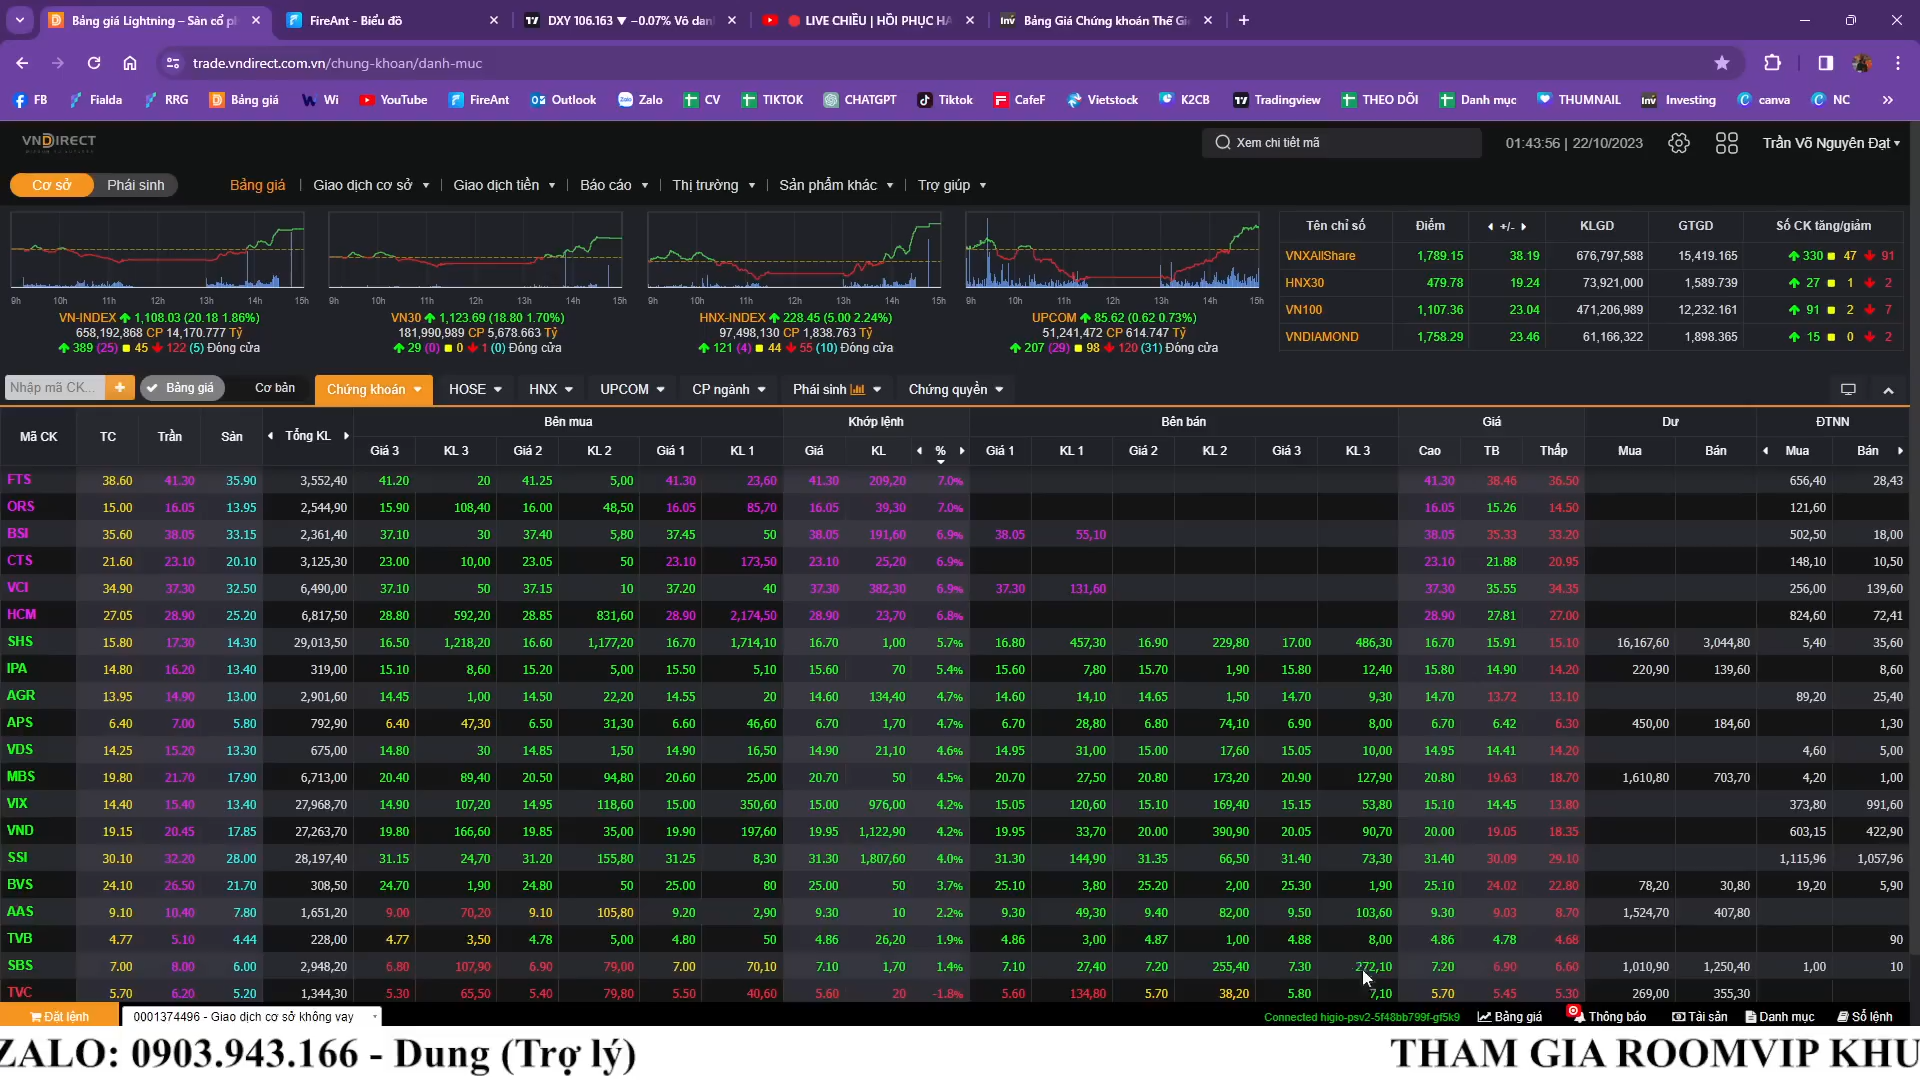 Bảng giá Lightning – Sàn cổ ph
FireAnt - Biểu đồ
DXY 106.163 ▼ −0.07% Vô dan
LIVE CHIỀU | HỒI PHỤC HA
Bảng Giá Chứng khoán Thế Gi
trade.vndirect.com.vn/chung-khoan/danh-muc
FB Fialda RRG Bảng giá Wi YouTube FireAnt Outlook Zalo CV TIKTOK CHATGPT Tiktok CafeF Vietstock K2CB Tradingview THEO DÕI Danh mục THUMNAIL Investing canva NC »
VNDIRECT
Xem chi tiết mã
01:43:56 | 22/10/2023
Trần Võ Nguyên Đạt
Cơ sở Phái sinh Bảng giá Giao dịch cơ sở Giao dịch tiền Báo cáo Thị trường Sản phẩm khác Trợ giúp
9h 10h 11h 12h 13h 14h 15h
VN-INDEX 1,108.03 (20.18 1.86%)
658,192,868 CP 14,170.777 Tỷ
389 (25) 45 122 (5) Đóng cửa
9h 10h 11h 12h 13h 14h 15h
VN30 1,123.69 (18.80 1.70%)
181,990,989 CP 5,678.663 Tỷ
29 (0) 0 1 (0) Đóng cửa
9h 10h 11h 12h 13h 14h 15h
HNX-INDEX 228.45 (5.00 2.24%)
97,498,130 CP 1,838.763 Tỷ
121 (4) 44 55 (10) Đóng cửa
9h 10h 11h 12h 13h 14h 15h
UPCOM 85.62 (0.62 0.73%)
51,241,472 CP 614.747 Tỷ
207 (29) 98 120 (31) Đóng cửa
Tên chỉ số Điểm +/- KLGD GTGD Số CK tăng/giảm
VNXAllShare 1,789.15 38.19 676,797,588 15,419.165 330 47 91
HNX30 479.78 19.24 73,921,000 1,589.739 27 1 2
VN100 1,107.36 23.04 471,206,989 12,232.161 91 2 7
VNDIAMOND 1,758.29 23.46 61,166,322 1,898.365 15 0 2
Nhập mã CK... + Bảng giá Cơ bản Chứng khoán HOSE HNX UPCOM CP ngành Phái sinh Chứng quyền
Mã CK TC Trần Sàn Tổng KL Bên mua Khớp lệnh Bên bán Giá Dư ĐTNN
Giá 3 KL 3 Giá 2 KL 2 Giá 1 KL 1 Giá KL % Giá 1 KL 1 Giá 2 KL 2 Giá 3 KL 3 Cao TB Thấp Mua Bán Mua Bán
FTS 38.60 41.30 35.90 3,552,40 41.20 20 41.25 5,00 41.30 23,60 41.30 209,20 7.0% 41.30 38.46 36.50 656,40 28,43
ORS 15.00 16.05 13.95 2,544,90 15.90 108,40 16.00 48,50 16.05 85,70 16.05 39,30 7.0% 16.05 15.26 14.50 121,60
BSI 35.60 38.05 33.15 2,361,40 37.10 30 37.40 5,80 37.45 50 38.05 191,60 6.9% 38.05 55,10 38.05 35.33 33.20 502,50 18,00
CTS 21.60 23.10 20.10 3,125,30 23.00 10,00 23.05 50 23.10 173,50 23.10 25,20 6.9% 23.10 21.88 20.95 148,10 10,50
VCI 34.90 37.30 32.50 6,490,00 37.10 50 37.15 10 37.20 40 37.30 382,30 6.9% 37.30 131,60 37.30 35.55 34.35 256,00 139,60
HCM 27.05 28.90 25.20 6,817,50 28.80 592,20 28.85 831,60 28.90 2,174,50 28.90 23,70 6.8% 28.90 27.81 27.00 824,60 72,41
SHS 15.80 17.30 14.30 29,013,50 16.50 1,218,20 16.60 1,177,20 16.70 1,714,10 16.70 1,00 5.7% 16.80 457,30 16.90 229,80 17.00 486,30 16.70 15.91 15.10 16,167,60 3,044,80 5,40 35,60
IPA 14.80 16.20 13.40 319,00 15.10 8,60 15.20 5,00 15.50 5,10 15.60 70 5.4% 15.60 7,80 15.70 1,90 15.80 12,40 15.80 14.90 14.20 220,90 139,60 8,60
AGR 13.95 14.90 13.00 2,901,60 14.45 1,00 14.50 22,20 14.55 20 14.60 134,40 4.7% 14.60 14,10 14.65 1,50 14.70 9,30 14.70 13.72 13.10 89,20 25,40
APS 6.40 7.00 5.80 792,90 6.40 47,30 6.50 31,30 6.60 46,60 6.70 1,70 4.7% 6.70 28,80 6.80 74,10 6.90 8,00 6.70 6.42 6.30 450,00 184,60 1,30
VDS 14.25 15.20 13.30 675,00 14.80 30 14.85 1,50 14.90 16,50 14.90 21,10 4.6% 14.95 31,00 15.00 17,60 15.05 10,00 14.95 14.41 14.20 4,60 5,00
MBS 19.80 21.70 17.90 6,713,00 20.40 89,40 20.50 94,80 20.60 25,00 20.70 50 4.5% 20.70 27,50 20.80 173,20 20.90 127,90 20.80 19.63 18.70 1,610,80 703,70 4,20 1,00
VIX 14.40 15.40 13.40 27,968,70 14.90 107,20 14.95 118,60 15.00 350,60 15.00 976,00 4.2% 15.05 120,60 15.10 169,40 15.15 53,80 15.10 14.45 13.80 373,80 991,60
VND 19.15 20.45 17.85 27,263,70 19.80 166,60 19.85 35,00 19.90 197,60 19.95 1,122,90 4.2% 19.95 33,70 20.00 390,90 20.05 90,70 20.00 19.05 18.35 603,15 422,90
SSI 30.10 32.20 28.00 28,197,40 31.15 24,70 31.20 155,80 31.25 8,30 31.30 1,807,60 4.0% 31.30 144,90 31.35 66,50 31.40 73,30 31.40 30.09 29.10 1,115,96 1,057,96
BVS 24.10 26.50 21.70 308,50 24.70 1,90 24.80 50 25.00 80 25.00 50 3.7% 25.10 3,80 25.20 2,00 25.30 1,90 25.10 24.02 22.80 78,20 30,80 19,20 5,90
AAS 9.10 10.40 7.80 1,651,20 9.00 70,20 9.10 105,80 9.20 2,90 9.30 10 2.2% 9.30 49,30 9.40 82,00 9.50 103,60 9.30 9.03 8.70 1,524,70 407,80
TVB 4.77 5.10 4.44 228,00 4.77 3,50 4.78 5,00 4.80 50 4.86 26,20 1.9% 4.86 3,00 4.87 1,00 4.88 8,00 4.86 4.78 4.68 90
SBS 7.00 8.00 6.00 2,948,20 6.80 107,90 6.90 79,00 7.00 70,10 7.10 1,70 1.4% 7.10 27,40 7.20 255,40 7.30 272,10 7.20 6.90 6.60 1,010,90 1,250,40 1,00 10
TVC 5.70 6.20 5.20 1,344,30 5.30 65,50 5.40 79,80 5.50 40,60 5.60 20 -1.8% 5.60 134,80 5.70 38,20 5.80 7,10 5.70 5.45 5.30 269,00 355,30
Đặt lệnh 0001374496 - Giao dịch cơ sở không vay Connected higio-psv2-5f48bb799f-gf5k9 Bảng giá Thông báo Tài sản Danh mục Sổ lệnh
ZALO: 0903.943.166 - Dung (Trợ lý) THAM GIA ROOMVIP KHU